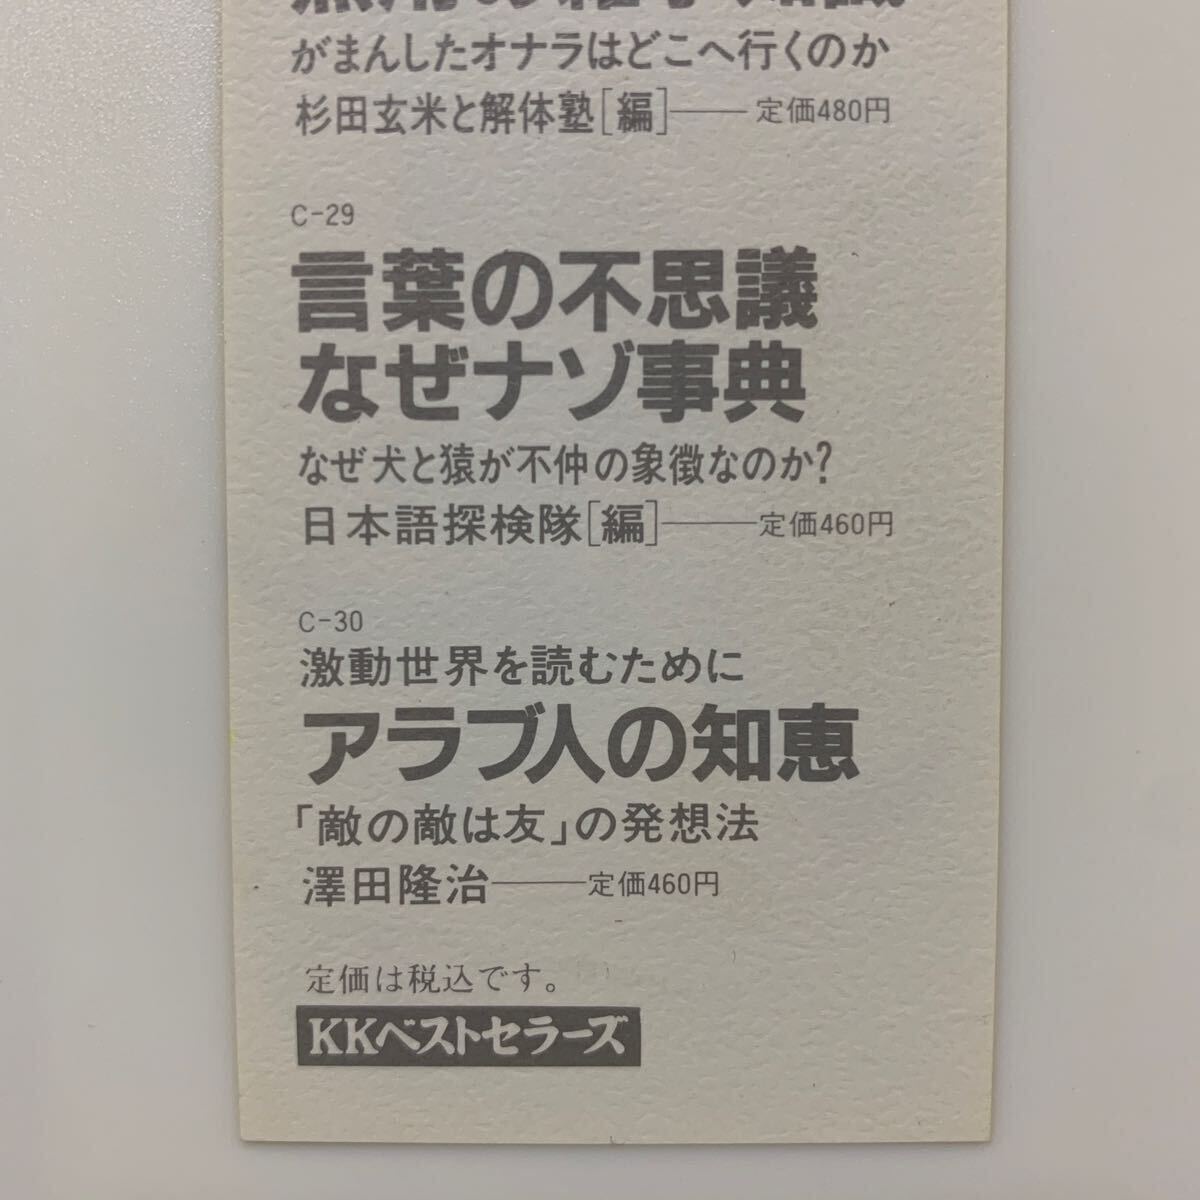 がまんしたオナラはどこへ行くのか
杉田玄米と解体塾[編]――定価480円
C-29
言葉の不思議
なぜナゾ事典
なぜ犬と猿が不仲の象徴なのか?
日本語探検隊[編]――定価460円
C-30
激動世界を読むために
アラブ人の知恵
「敵の敵は友」の発想法
澤田隆治――定価460円
定価は税込です。
KKベストセラーズ